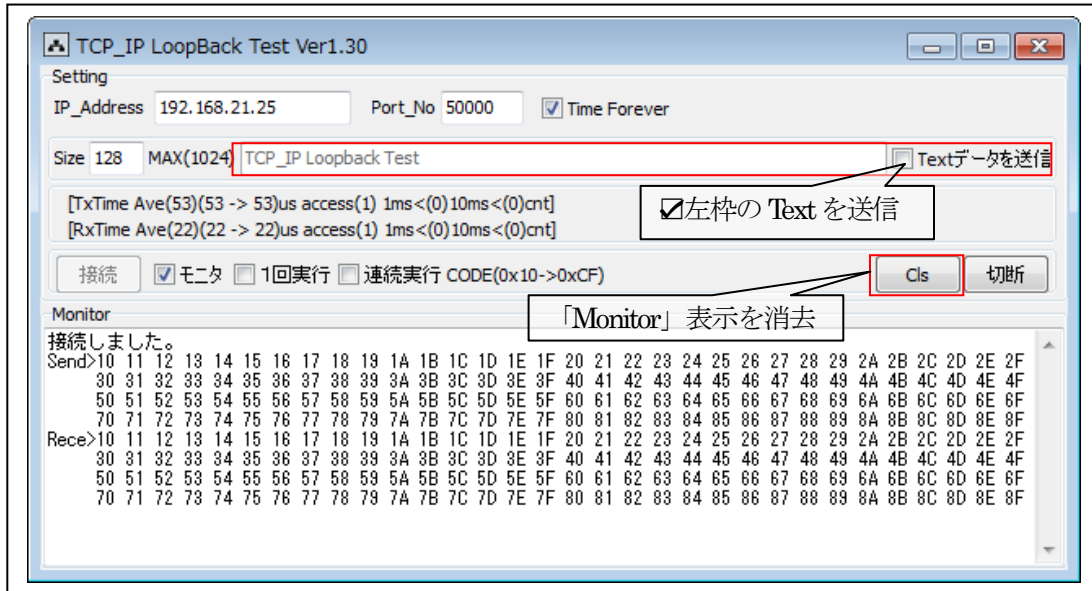 TCP_IP LoopBack Test Ver1.30
Setting
IP_Address 192.168.21.25 Port_No 50000 Time Forever
Size 128 MAX(1024) TCP_IP Loopback Test Textデータを送信
[TxTime Ave(53)(53 -> 53)us access(1) 1ms<(0)10ms<(0)cnt]
[RxTime Ave(22)(22 -> 22)us access(1) 1ms<(0)10ms<(0)cnt]
☑左枠の Text を送信
接続 モニタ 1回実行 連続実行 CODE(0x10->0xCF) Cls 切断
「Monitor」表示を消去
Monitor
接続しました。
Send>10 11 12 13 14 15 16 17 18 19 1A 1B 1C 1D 1E 1F 20 21 22 23 24 25 26 27 28 29 2A 2B 2C 2D 2E 2F
30 31 32 33 34 35 36 37 38 39 3A 3B 3C 3D 3E 3F 40 41 42 43 44 45 46 47 48 49 4A 4B 4C 4D 4E 4F
50 51 52 53 54 55 56 57 58 59 5A 5B 5C 5D 5E 5F 60 61 62 63 64 65 66 67 68 69 6A 6B 6C 6D 6E 6F
70 71 72 73 74 75 76 77 78 79 7A 7B 7C 7D 7E 7F 80 81 82 83 84 85 86 87 88 89 8A 8B 8C 8D 8E 8F
Rece>10 11 12 13 14 15 16 17 18 19 1A 1B 1C 1D 1E 1F 20 21 22 23 24 25 26 27 28 29 2A 2B 2C 2D 2E 2F
30 31 32 33 34 35 36 37 38 39 3A 3B 3C 3D 3E 3F 40 41 42 43 44 45 46 47 48 49 4A 4B 4C 4D 4E 4F
50 51 52 53 54 55 56 57 58 59 5A 5B 5C 5D 5E 5F 60 61 62 63 64 65 66 67 68 69 6A 6B 6C 6D 6E 6F
70 71 72 73 74 75 76 77 78 79 7A 7B 7C 7D 7E 7F 80 81 82 83 84 85 86 87 88 89 8A 8B 8C 8D 8E 8F